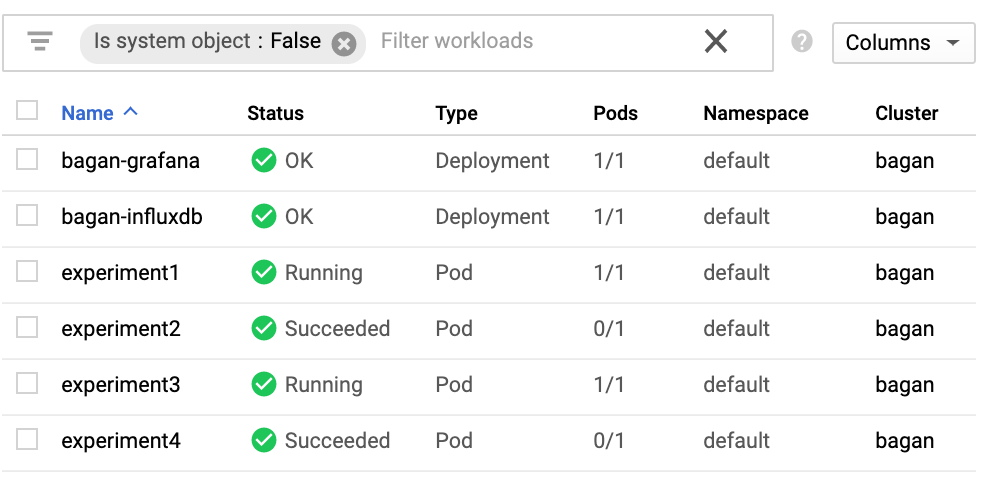 Is system object : False Filter workloads Columns
Name Status Type Pods Namespace Cluster
bagan-grafana OK Deployment 1/1 default bagan
bagan-influxdb OK Deployment 1/1 default bagan
experiment1 Running Pod 1/1 default bagan
experiment2 Succeeded Pod 0/1 default bagan
experiment3 Running Pod 1/1 default bagan
experiment4 Succeeded Pod 0/1 default bagan